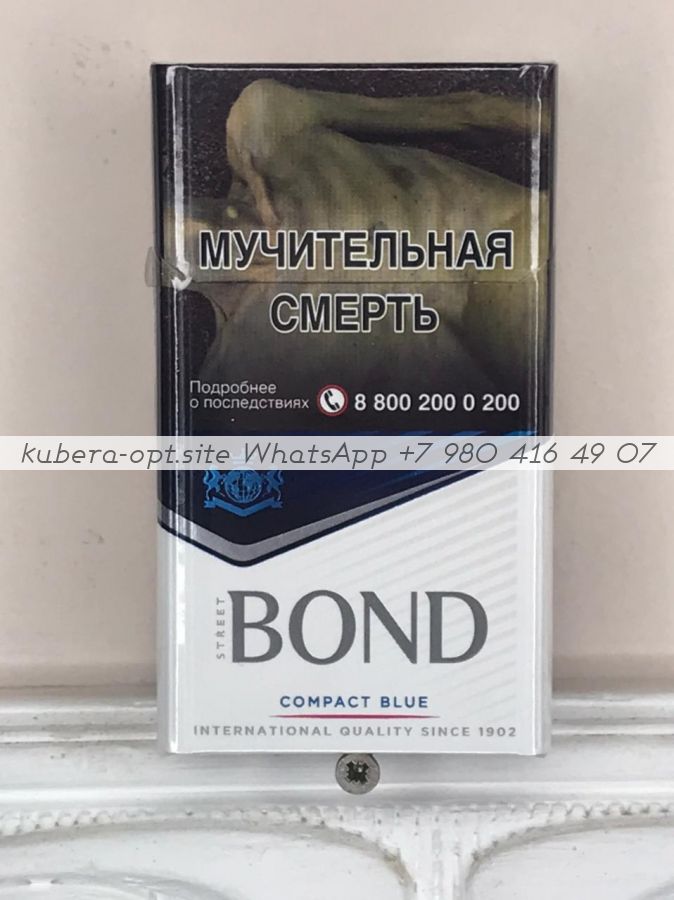 МУЧИТЕЛЬНАЯ
СМЕРТЬ
Подробнее
о последствиях 8 800 200 0 200
kubera-opt.site WhatsApp +7 980 416 49 07
STREET
BOND
COMPACT BLUE
INTERNATIONAL QUALITY SINCE 1902